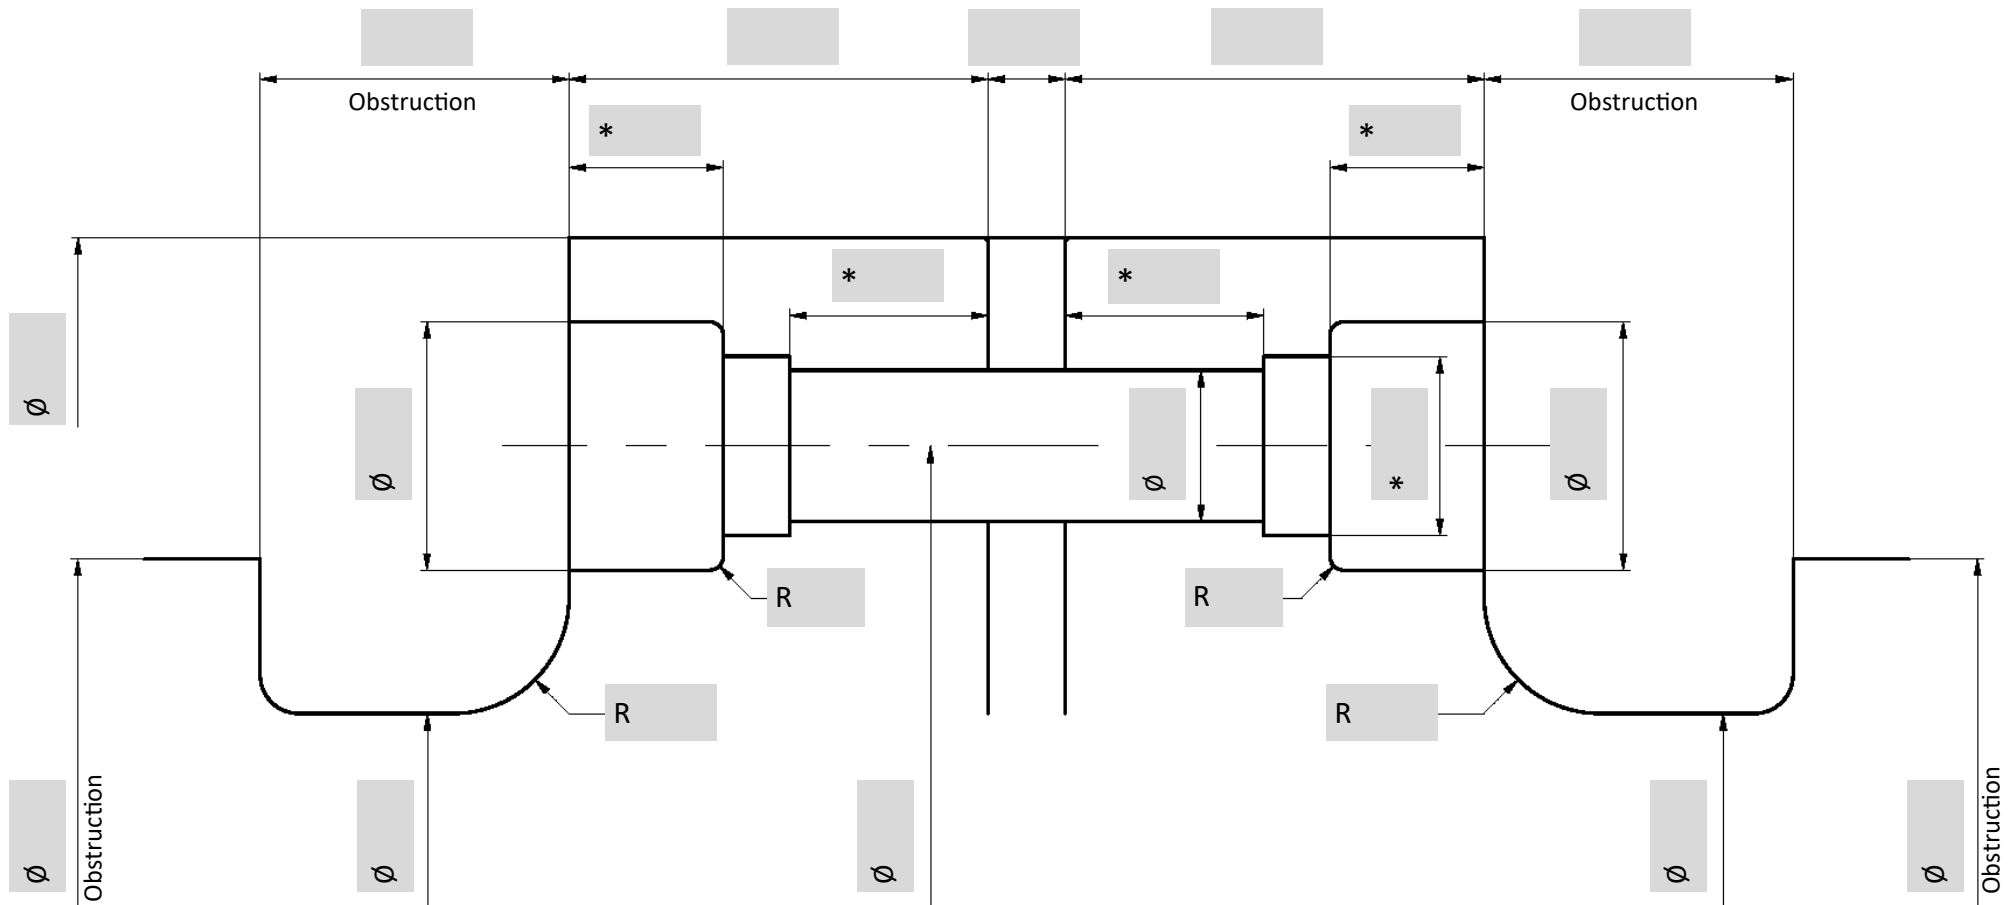 Obstruction
Obstruction
*
*
*
*
Ø
Ø
Ø
*
Ø
R
R
R
R
Ø
Obstruction
Ø
Ø
Ø
Ø
Obstruction